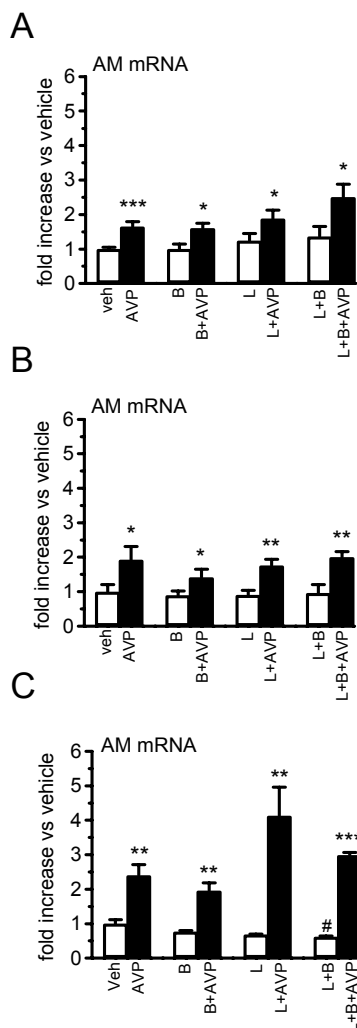 A
AM mRNA
fold increase vs vehicle
6
5
4
3
2
1
0
***
*
*
*
veh
AVP
B
B+AVP
L
L+AVP
L+B
L+B+AVP
B
AM mRNA
fold increase vs vehicle
6
5
4
3
2
1
0
*
*
**
**
veh
AVP
B
B+AVP
L
L+AVP
L+B
L+B+AVP
C
AM mRNA
fold increase vs vehicle
6
5
4
3
2
1
0
**
**
**
#
***
Veh
AVP
B
B+AVP
L
L+AVP
L+B
L+B+AVP